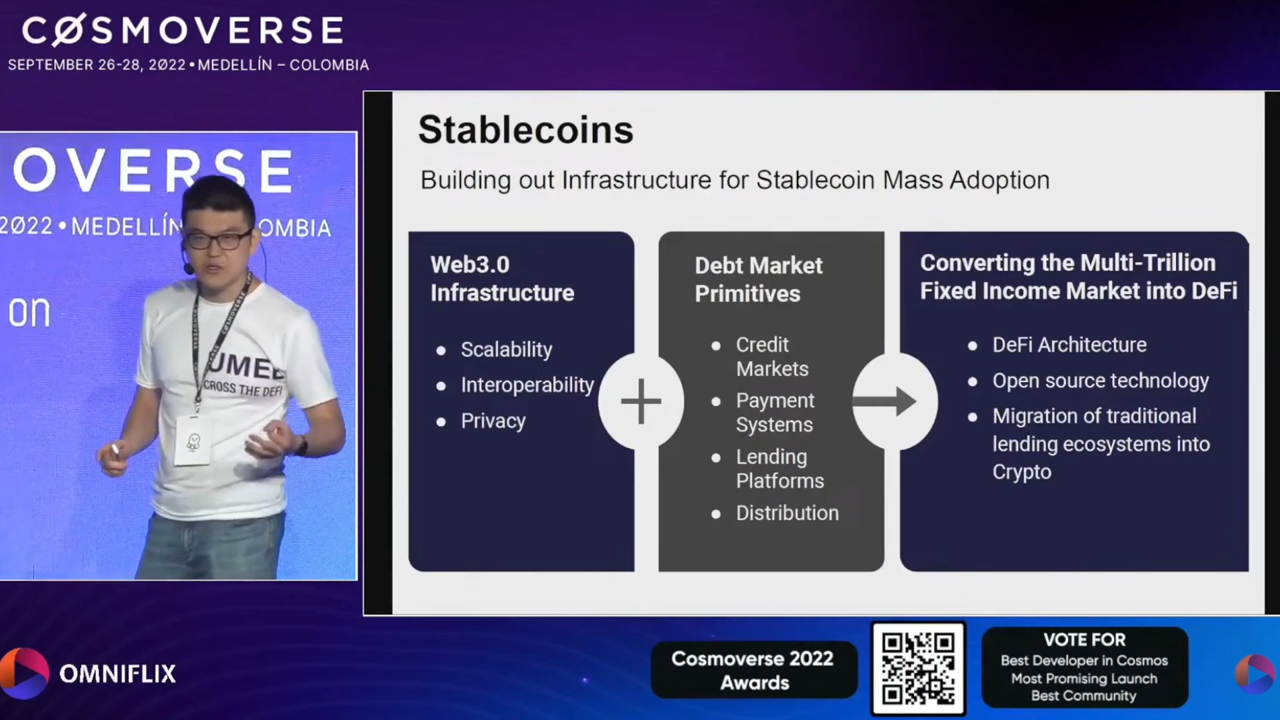 CØSMOVERSE
SEPTEMBER 26-28, 2022 • MEDELLÍN – COLOMBIA
OVERSE
2Ø22 • MEDELLÍN OMBIA
on
UMEE
CROSS THE DEFI
Stablecoins
Building out Infrastructure for Stablecoin Mass Adoption
Web3.0
Infrastructure
• Scalability
• Interoperability
• Privacy
Debt Market
Primitives
• Credit
Markets
• Payment
Systems
• Lending
Platforms
• Distribution
Converting the Multi-Trillion
Fixed Income Market into DeFi
• DeFi Architecture
• Open source technology
• Migration of traditional
lending ecosystems into
Crypto
OMNIFLIX
Cosmoverse 2022
Awards
VOTE FOR
Best Developer in Cosmos
Most Promising Launch
Best Community